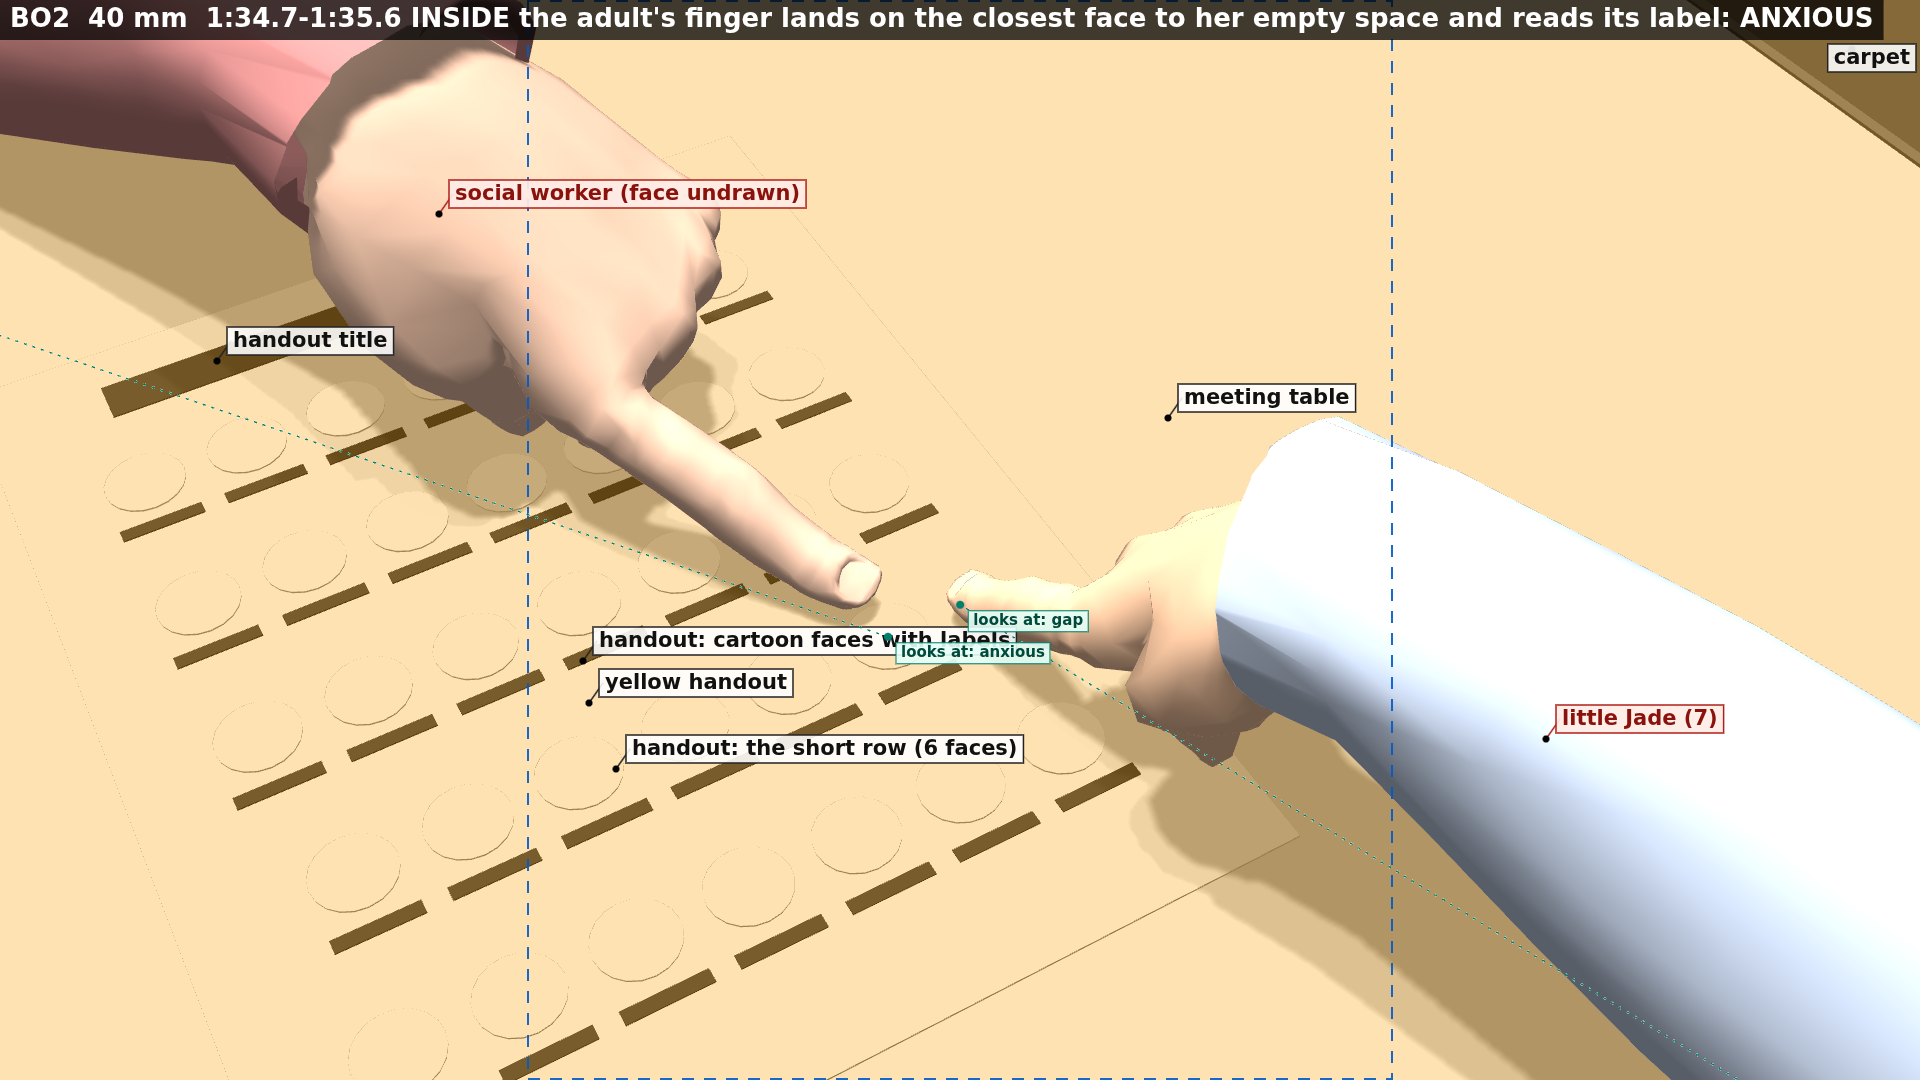 BO2 40 mm 1:34.7-1:35.6 INSIDE the adult's finger lands on the closest face to her empty space and reads its label: ANXIOUS
carpet
social worker (face undrawn)
handout title
meeting table
looks at: gap
handout: cartoon faces with labels
looks at: anxious
yellow handout
little Jade (7)
handout: the short row (6 faces)